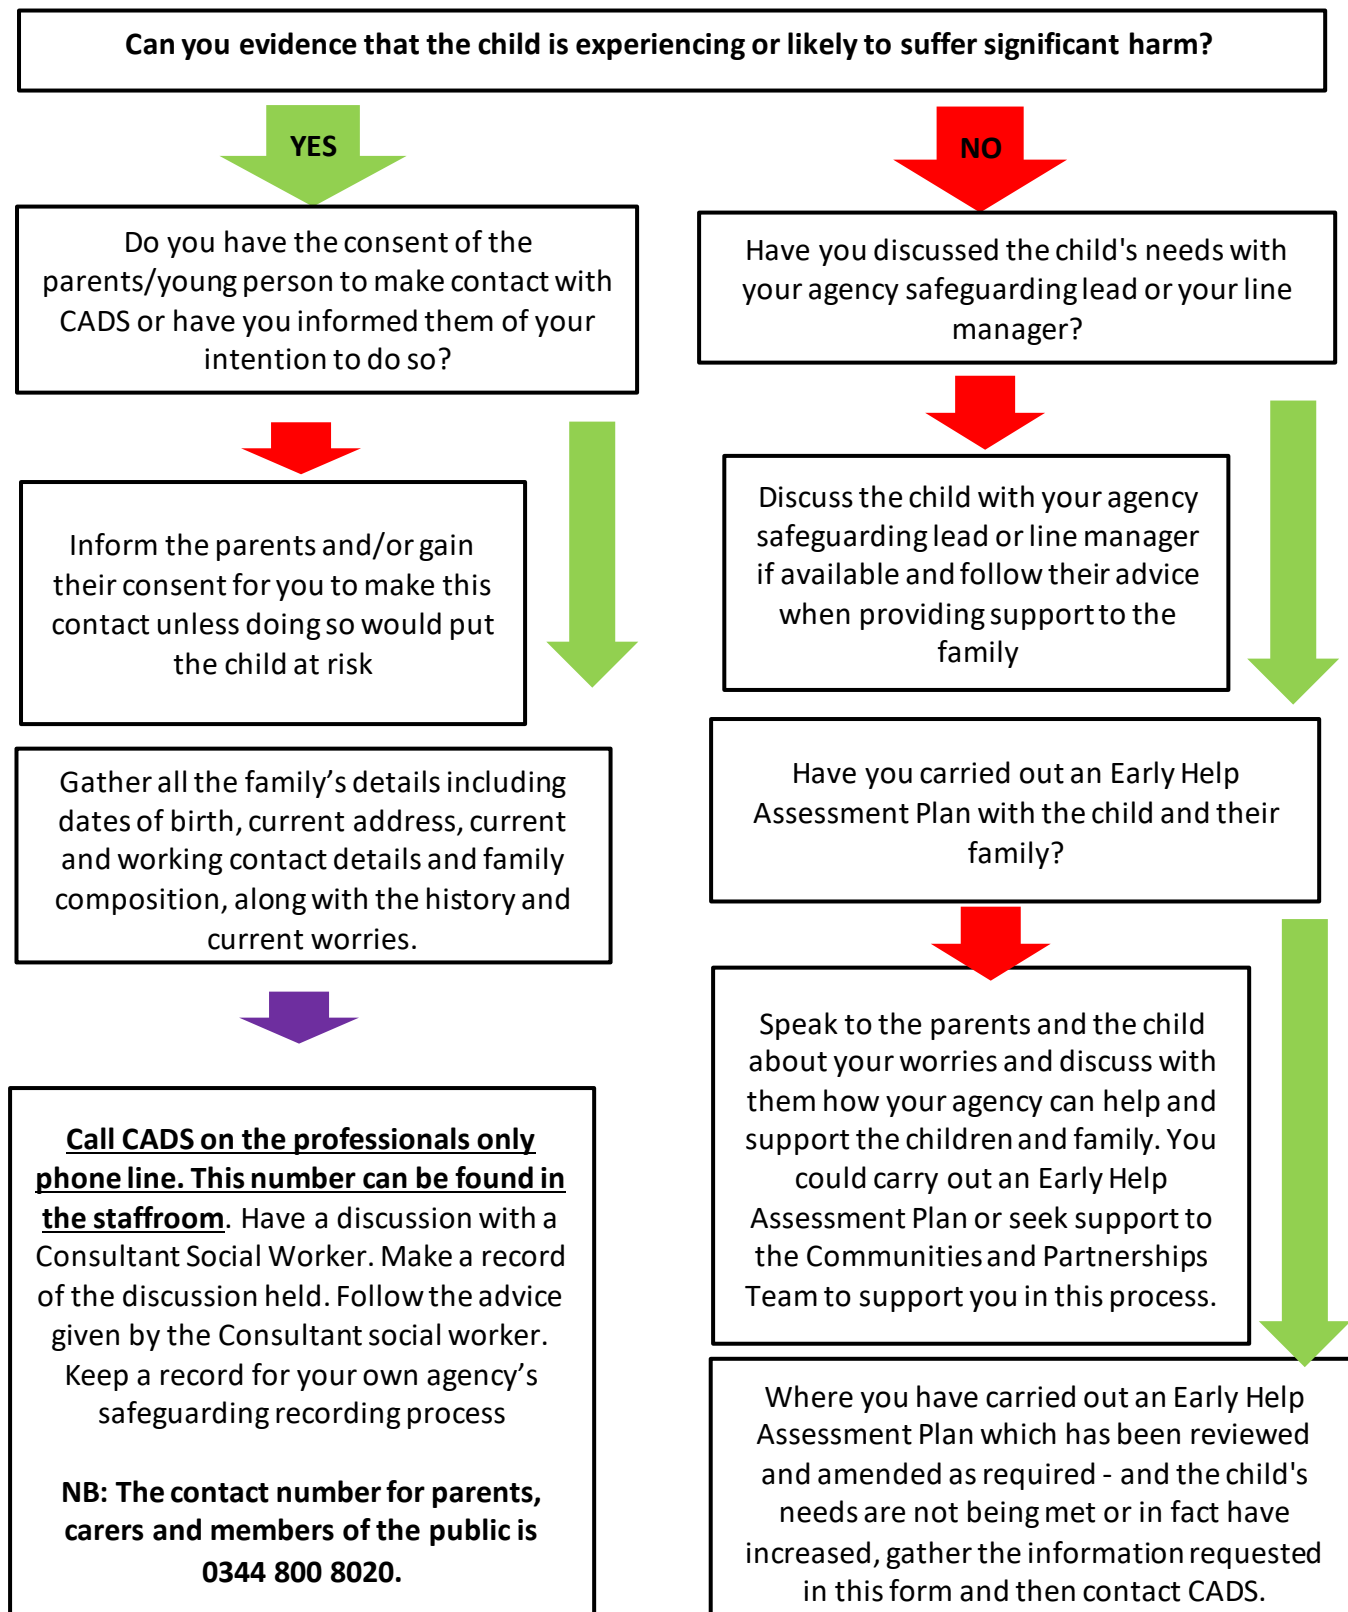 Can you evidence that the child is experiencing or likely to suffer significant harm?
YES
NO
Do you have the consent of the
parents/young person to make contact with
CADS or have you informed them of your
intention to do so?
Have you discussed the child's needs with
your agency safeguarding lead or your line
manager?
Inform the parents and/or gain
their consent for you to make this
contact unless doing so would put
the child at risk
Discuss the child with your agency
safeguarding lead or line manager
if available and follow their advice
when providing support to the
family
Gather all the family’s details including
dates of birth, current address, current
and working contact details and family
composition, along with the history and
current worries.
Have you carried out an Early Help
Assessment Plan with the child and their
family?
Call CADS on the professionals only
phone line. This number can be found in
the staffroom. Have a discussion with a
Consultant Social Worker. Make a record
of the discussion held. Follow the advice
given by the Consultant social worker.
Keep a record for your own agency’s
safeguarding recording process
NB: The contact number for parents,
carers and members of the public is
0344 800 8020.
Speak to the parents and the child
about your worries and discuss with
them how your agency can help and
support the children and family. You
could carry out an Early Help
Assessment Plan or seek support to
the Communities and Partnerships
Team to support you in this process.
Where you have carried out an Early Help
Assessment Plan which has been reviewed
and amended as required - and the child's
needs are not being met or in fact have
increased, gather the information requested
in this form and then contact CADS.